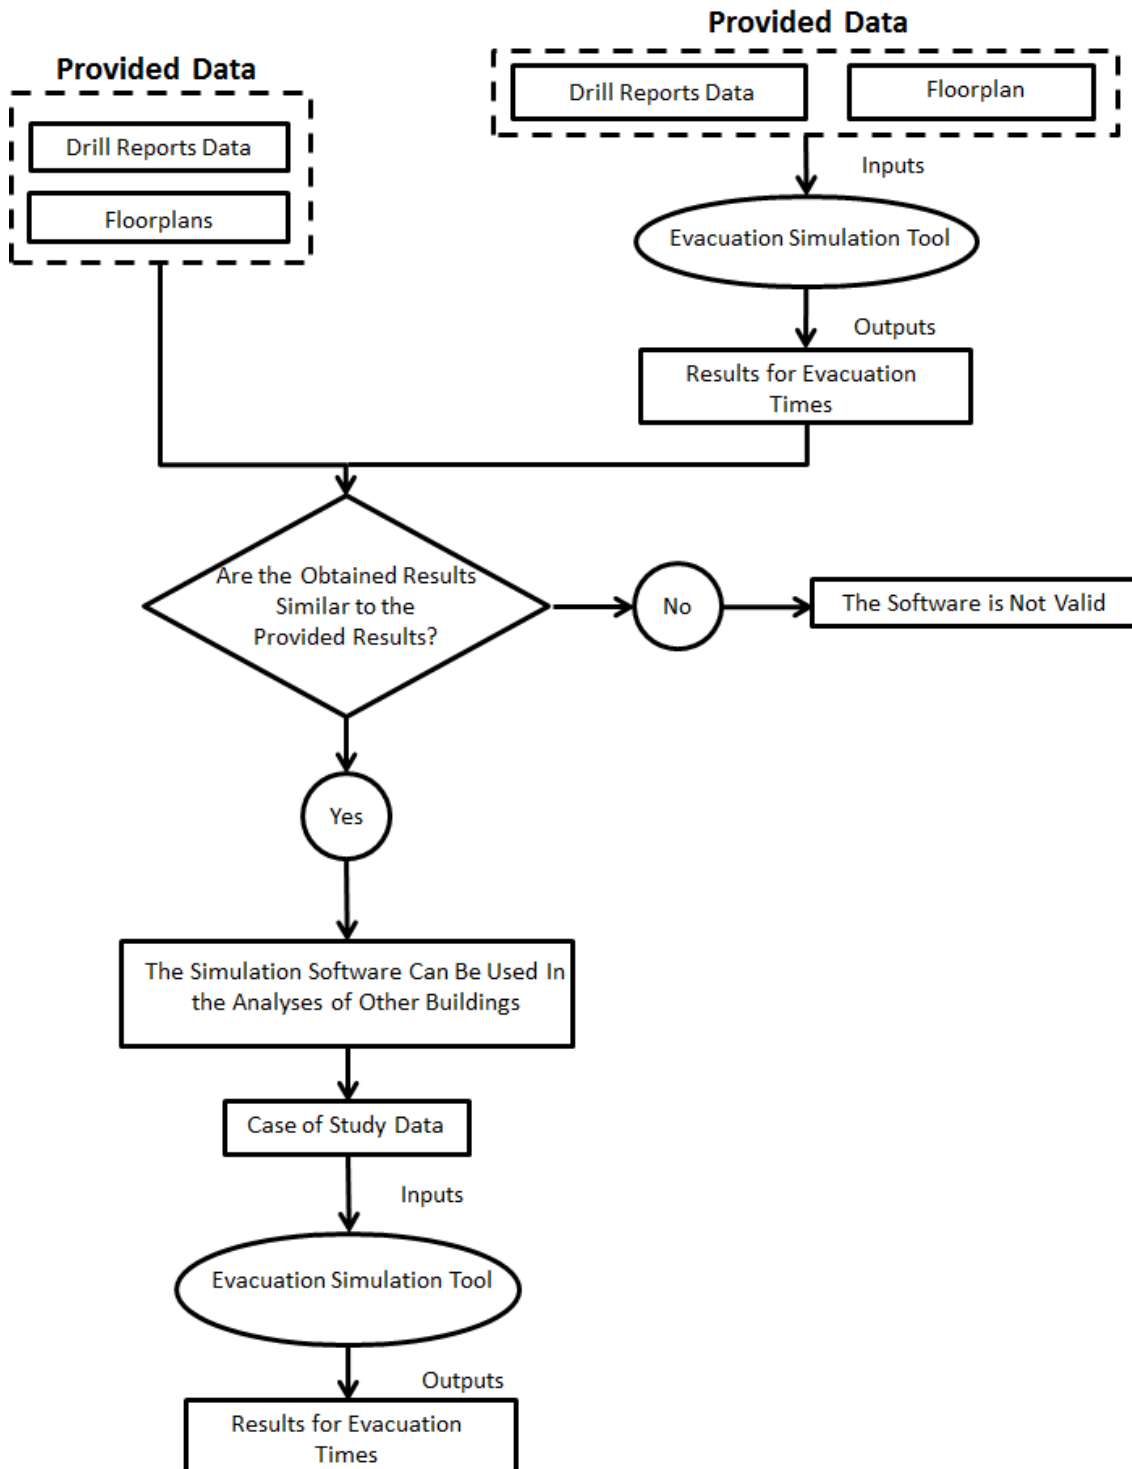 Provided Data
Drill Reports Data
Floorplans
Provided Data
Drill Reports Data
Floorplan
Inputs
Evacuation Simulation Tool
Outputs
Results for Evacuation
Times
Are the Obtained Results
Similar to the
Provided Results?
No
The Software is Not Valid
Yes
The Simulation Software Can Be Used In
the Analyses of Other Buildings
Case of Study Data
Inputs
Evacuation Simulation Tool
Outputs
Results for Evacuation
Times